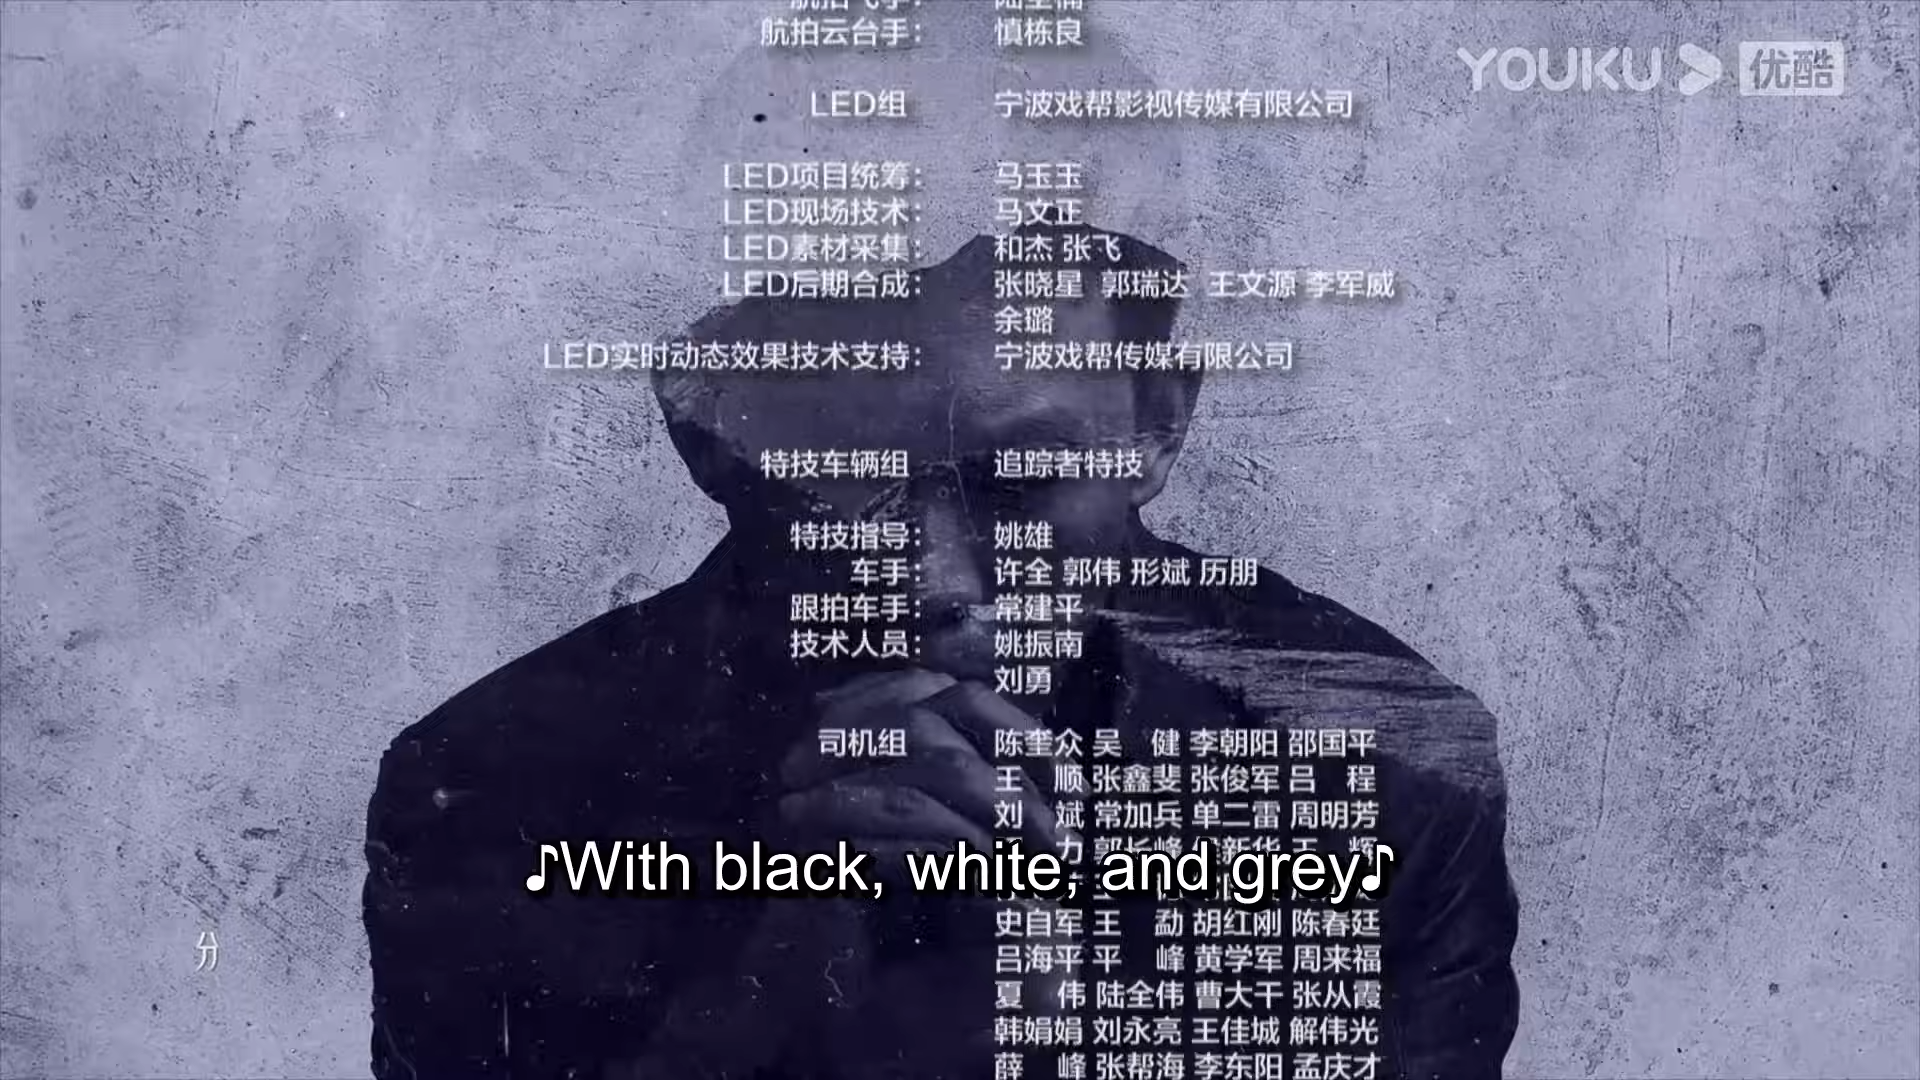 航拍云台手： 慎栋良
YOUKU 优酷
LED组 宁波戏帮影视传媒有限公司
LED项目统筹： 马玉玉
LED现场技术： 马文正
LED素材采集： 和杰 张飞
LED后期合成： 张晓星 郭瑞达 王文源 李军威
余璐
LED实时动态效果技术支持： 宁波戏帮传媒有限公司
特技车辆组 追踪者特技
特技指导： 姚雄
车手： 许全 郭伟 形斌 历朋
跟拍车手： 常建平
技术人员： 姚振南
刘勇
司机组 陈奎众 吴 健 李朝阳 邵国平
王 顺 张鑫斐 张俊军 吕 程
刘 斌 常加兵 单二雷 周明芳
♪With black, white, and grey♪
史自军 王 勐 胡红刚 陈春廷
分
吕海平 平 峰 黄学军 周来福
夏 伟 陆全伟 曹大干 张从霞
韩娟娟 刘永亮 王佳城 解伟光
薛 峰 张帮海 李东阳 孟庆才